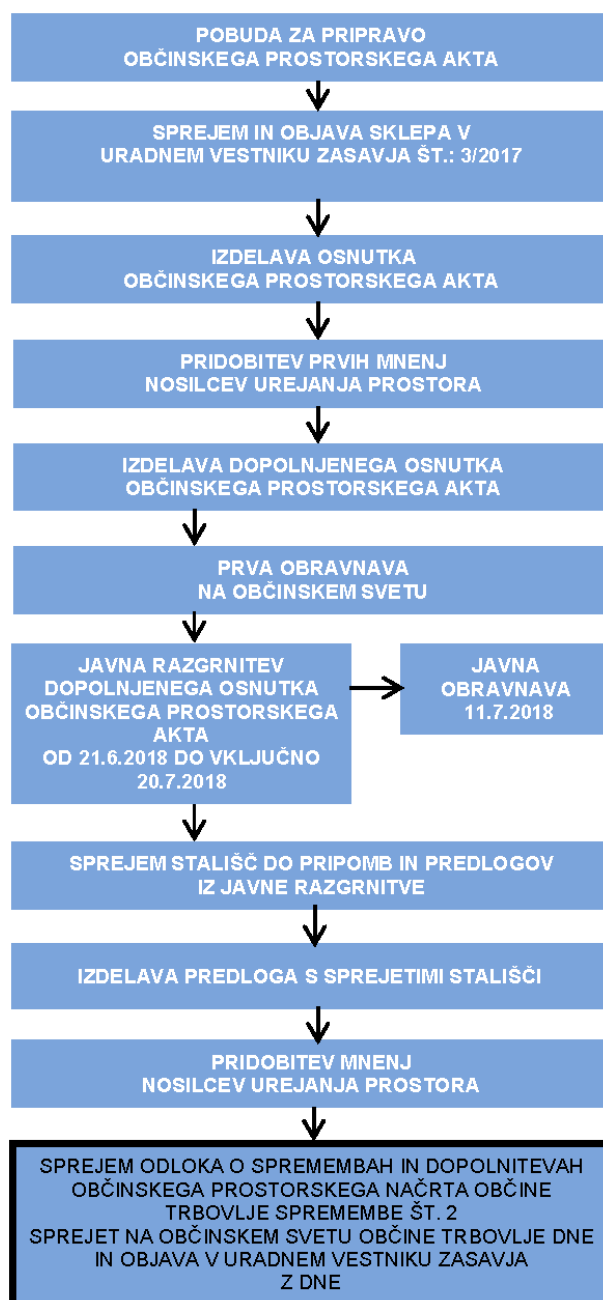 POBUDA ZA PRIPRAVO
OBČINSKEGA PROSTORSKEGA AKTA
SPREJEM IN OBJAVA SKLEPA V
URADNEM VESTNIKU ZASAVJA ŠT.: 3/2017
IZDELAVA OSNUTKA
OBČINSKEGA PROSTORSKEGA AKTA
PRIDOBITEV PRVIH MNENJ
NOSILCEV UREJANJA PROSTORA
IZDELAVA DOPOLNJENEGA OSNUTKA
OBČINSKEGA PROSTORSKEGA AKTA
PRVA OBRAVNAVA
NA OBČINSKEM SVETU
JAVNA RAZGRNITEV
DOPOLNJENEGA OSNUTKA
OBČINSKEGA PROSTORSKEGA
AKTA
OD 21.6.2018 DO VKLJUČNO
20.7.2018
JAVNA
OBRAVNAVA
11.7.2018
SPREJEM STALIŠČ DO PRIPOMB IN PREDLOGOV
IZ JAVNE RAZGRNITVE
IZDELAVA PREDLOGA S SPREJETIMI STALIŠČI
PRIDOBITEV MNENJ
NOSILCEV UREJANJA PROSTORA
SPREJEM ODLOKA O SPREMEMBAH IN DOPOLNITEVAH
OBČINSKEGA PROSTORSKEGA NAČRTA OBČINE
TRBOVLJE SPREMEMBE ŠT. 2
SPREJET NA OBČINSKEM SVETU OBČINE TRBOVLJE DNE
IN OBJAVA V URADNEM VESTNIKU ZASAVJA
Z DNE